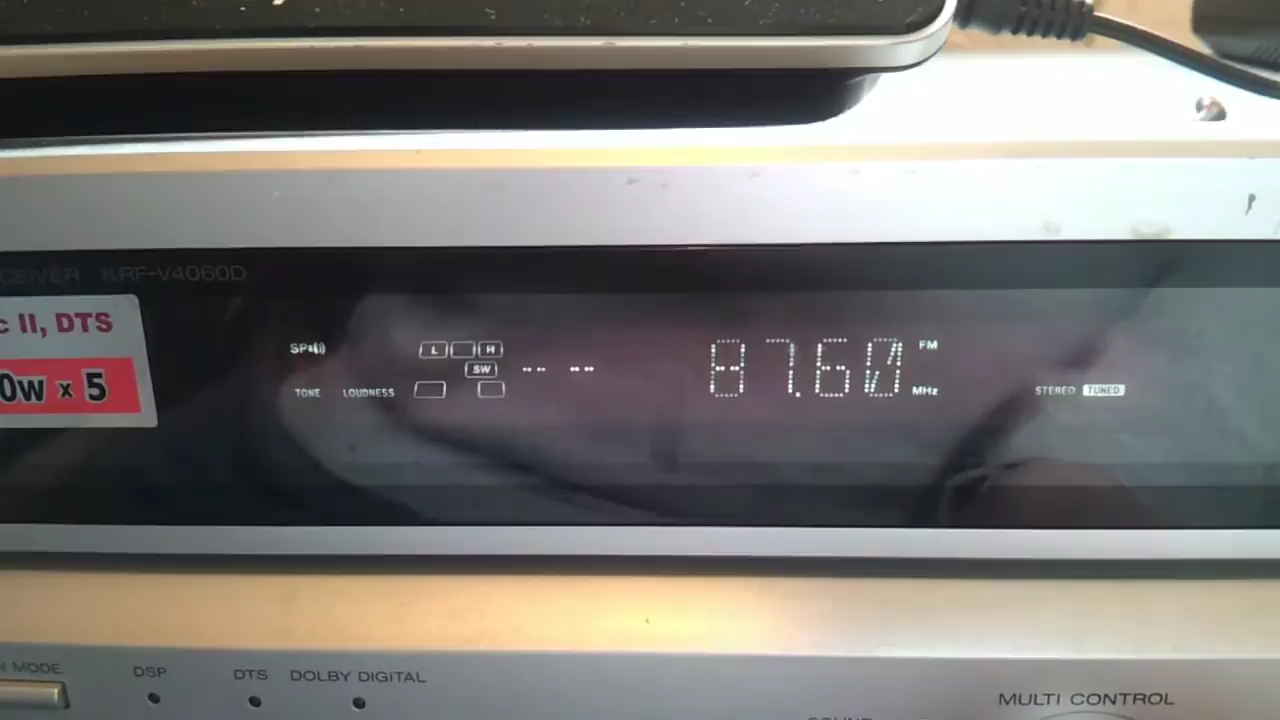 CEIVER KRF-V4060D
c II, DTS
0W x 5
SP
L R
SW
TONE LOUDNESS
-- --
87.60 FM
MHz
STEREO TUNED
N MODE
DSP
DTS
DOLBY DIGITAL
MULTI CONTROL